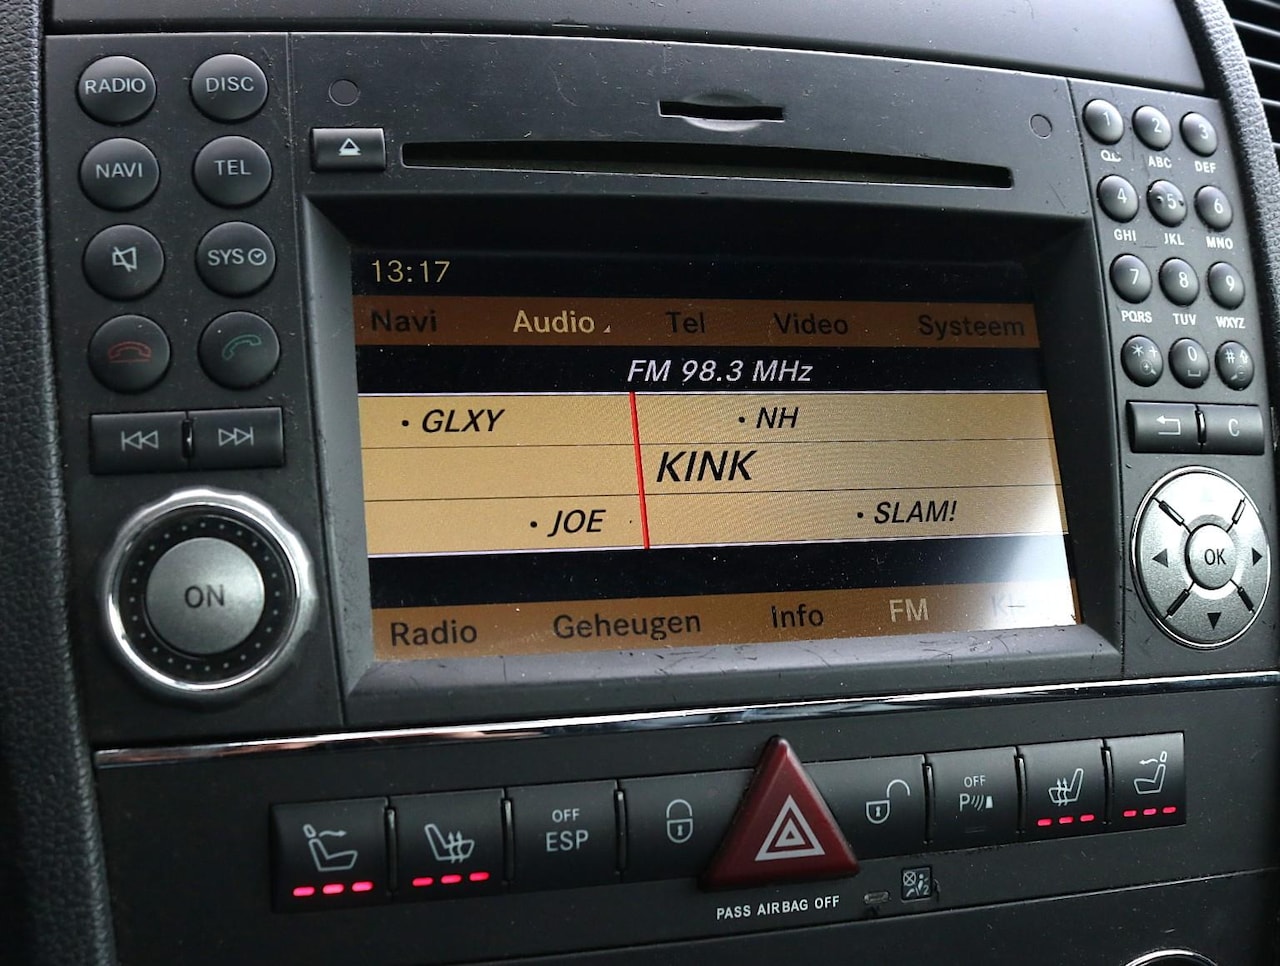 RADIO DISC
NAVI TEL
SYS
ON
13:17
Navi Audio Tel Video Systeem
FM 98.3 MHz
GLXY NH
KINK
JOE SLAM!
Radio Geheugen Info FM
1 2 3
ABC DEF
4 5 6
GHI JKL MNO
7 8 9
PQRS TUV WXYZ
* + 0 #
C
OK
OFF
ESP
OFF
P
PASS AIRBAG OFF
2